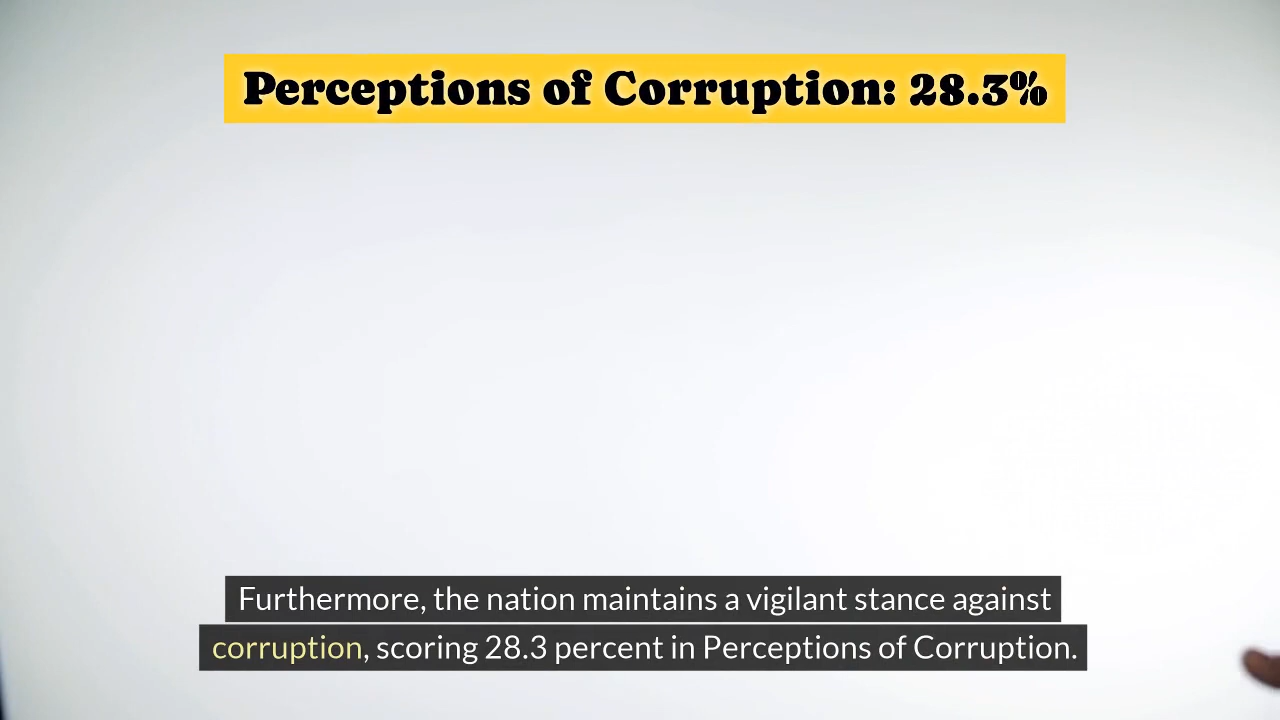 Perceptions of Corruption: 28.3%
Furthermore, the nation maintains a vigilant stance against
corruption, scoring 28.3 percent in Perceptions of Corruption.